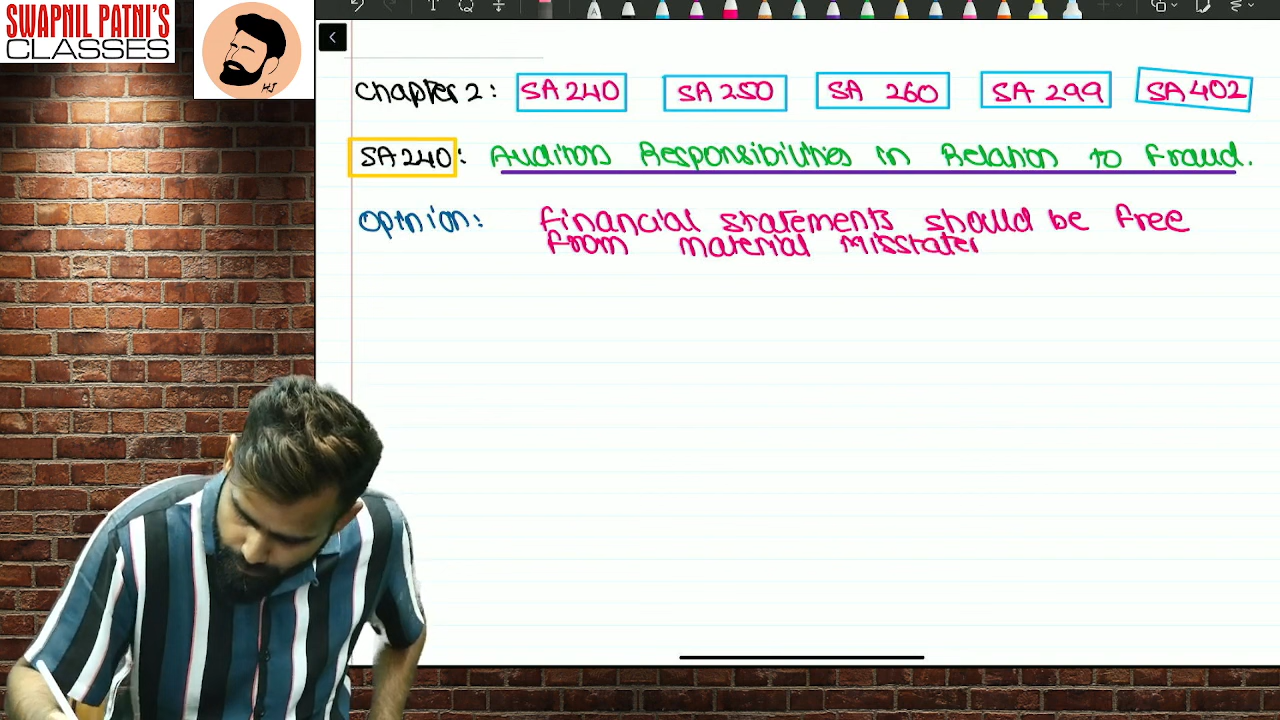 SWAPNIL PATNI'S
CLASSES
Chapter 2: SA 240 SA 250 SA 260 SA 299 SA 402
SA 240: Auditors Responsibilities in Relation to Fraud.
Opinion: Financial statements should be free
from material misstater